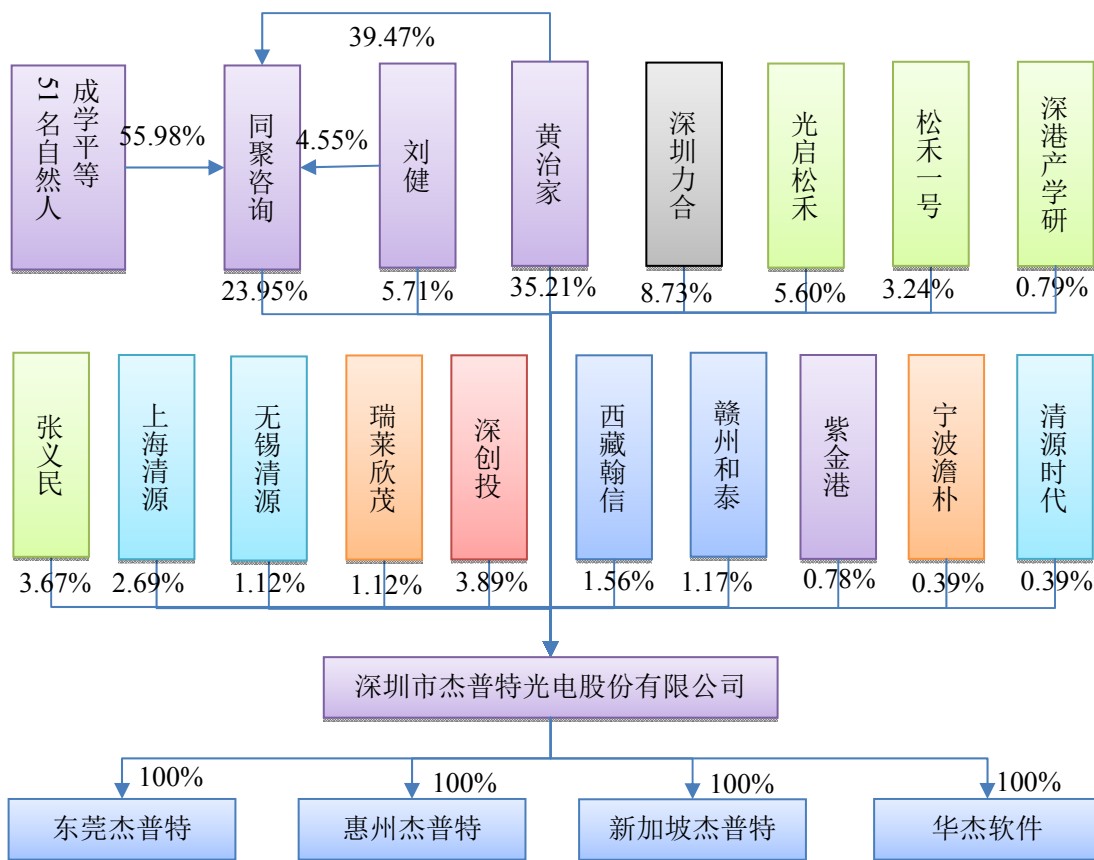 39.47%
成学平等
51名自然人
55.98%
同聚咨询
4.55%
刘健
黄治家
深圳力合
光启松禾
松禾一号
深港产学研
23.95%
5.71%
35.21%
8.73%
5.60%
3.24%
0.79%
张义民
上海清源
无锡清源
瑞莱欣茂
深创投
西藏翰信
赣州和泰
紫金港
宁波澹朴
清源时代
3.67%
2.69%
1.12%
1.12%
3.89%
1.56%
1.17%
0.78%
0.39%
0.39%
深圳市杰普特光电股份有限公司
100%
100%
100%
100%
东莞杰普特
惠州杰普特
新加坡杰普特
华杰软件